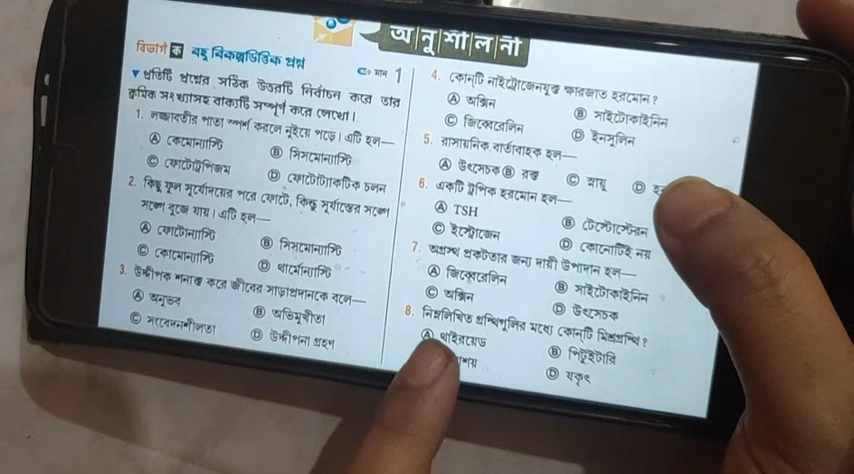 অনুশীলনী
বিভাগ ক বহু বিকল্পভিত্তিক প্রশ্ন
মান 1
▼ প্রতিটি প্রশ্নের সঠিক উত্তরটি নির্বাচন করে তার
ক্রমিক সংখ্যাসহ বাক্যটি সম্পূর্ণ করে লেখো।
1. লজ্জাবতীর পাতা স্পর্শ করলে নুইয়ে পড়ে। এটি হল—
Ⓐ কেমোন্যাস্টি Ⓑ সিসমোন্যাস্টি
Ⓒ ফোটোট্রপিজম Ⓓ ফোটোট্যাকটিক চলন
2. কিছু ফুল সূর্যোদয়ের পরে ফোটে, কিন্তু সূর্যাস্তের সঙ্গে
সঙ্গে বুজে যায়। এটি হল—
Ⓐ ফোটোন্যাস্টি Ⓑ সিসমোন্যাস্টি
Ⓒ কেমোন্যাস্টি Ⓓ থার্মোন্যাস্টি
3. উদ্দীপক শনাক্ত করে জীবের সাড়াপ্রদানকে বলে—
Ⓐ অনুভব Ⓑ অভিমুখীতা
Ⓒ সংবেদনশীলতা Ⓓ উদ্দীপনা গ্রহণ
4. কোন্‌টি নাইট্রোজেনযুক্ত ক্ষারজাত হরমোন?
Ⓐ অক্সিন Ⓑ সাইটোকাইনিন
Ⓒ জিব্বেরেলিন Ⓓ ইনসুলিন
5. রাসায়নিক বার্তাবাহক হল—
Ⓐ উৎসেচক Ⓑ রক্ত Ⓒ স্নায়ু Ⓓ
6. একটি ট্রপিক হরমোন হল—
Ⓐ TSH Ⓑ টেস্টোস্টেরন
Ⓒ ইস্ট্রোজেন Ⓓ কোনোটিই নয়
7. অগ্রস্থ প্রকটতার জন্য দায়ী উপাদান হল—
Ⓐ জিব্বেরেলিন Ⓑ সাইটোকাইনিন
Ⓒ অক্সিন Ⓓ উৎসেচক
8. নিম্নলিখিত গ্রন্থিগুলির মধ্যে কোন্‌টি মিশ্রগ্রন্থি?
Ⓐ থাইরয়েড Ⓑ পিটুইটারি
Ⓓ যকৃৎ